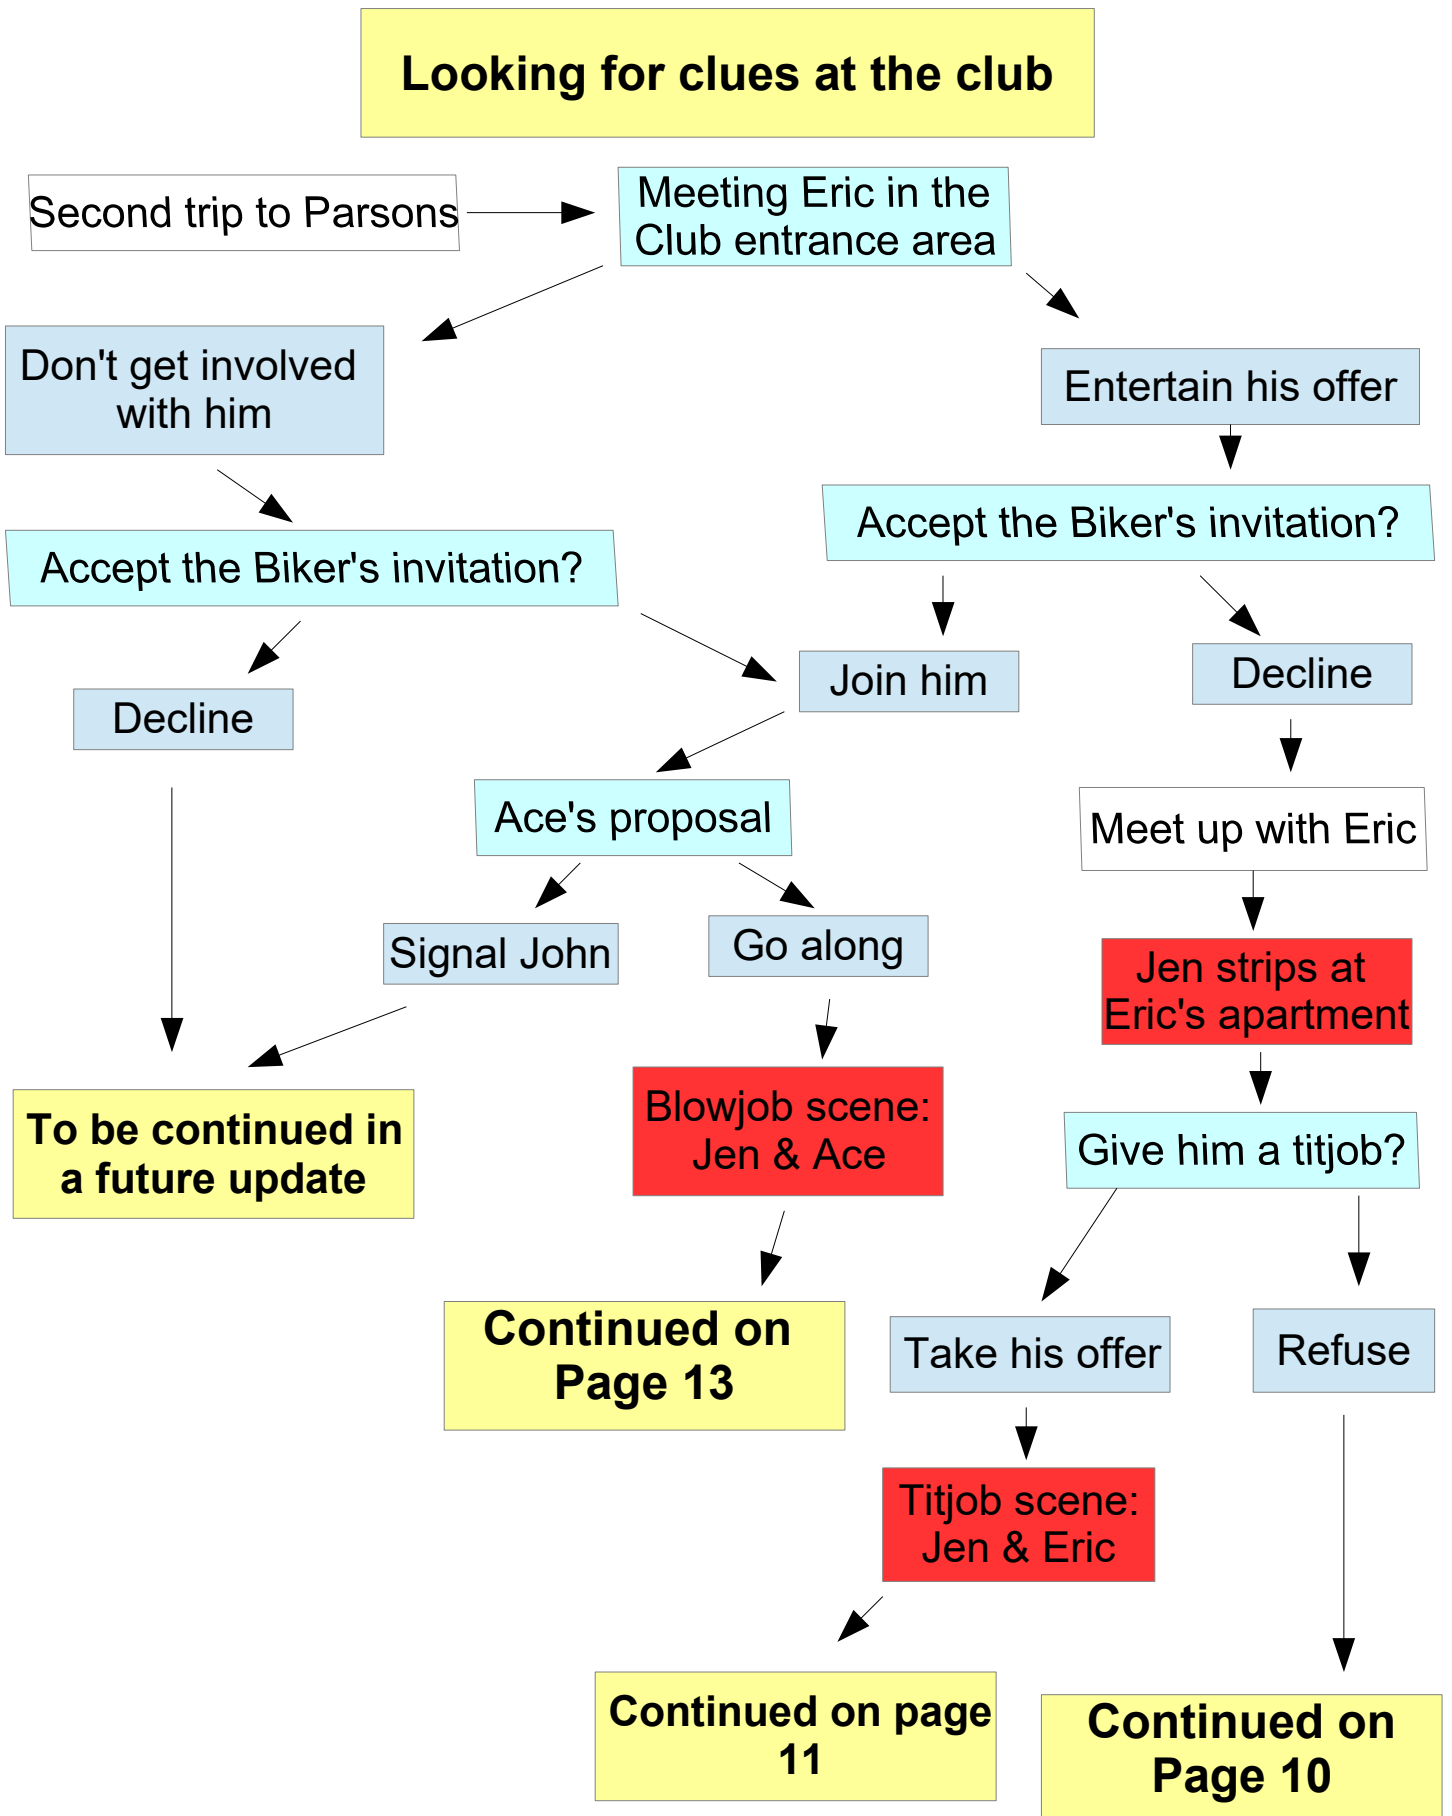 Looking for clues at the club
Second trip to Parsons
Meeting Eric in the
Club entrance area
Don't get involved
with him
Entertain his offer
Accept the Biker's invitation?
Accept the Biker's invitation?
Decline
Join him
Decline
Ace's proposal
Meet up with Eric
Signal John
Go along
Jen strips at
Eric's apartment
To be continued in
a future update
Blowjob scene:
Jen & Ace
Give him a titjob?
Continued on
Page 13
Take his offer
Refuse
Titjob scene:
Jen & Eric
Continued on page
11
Continued on
Page 10